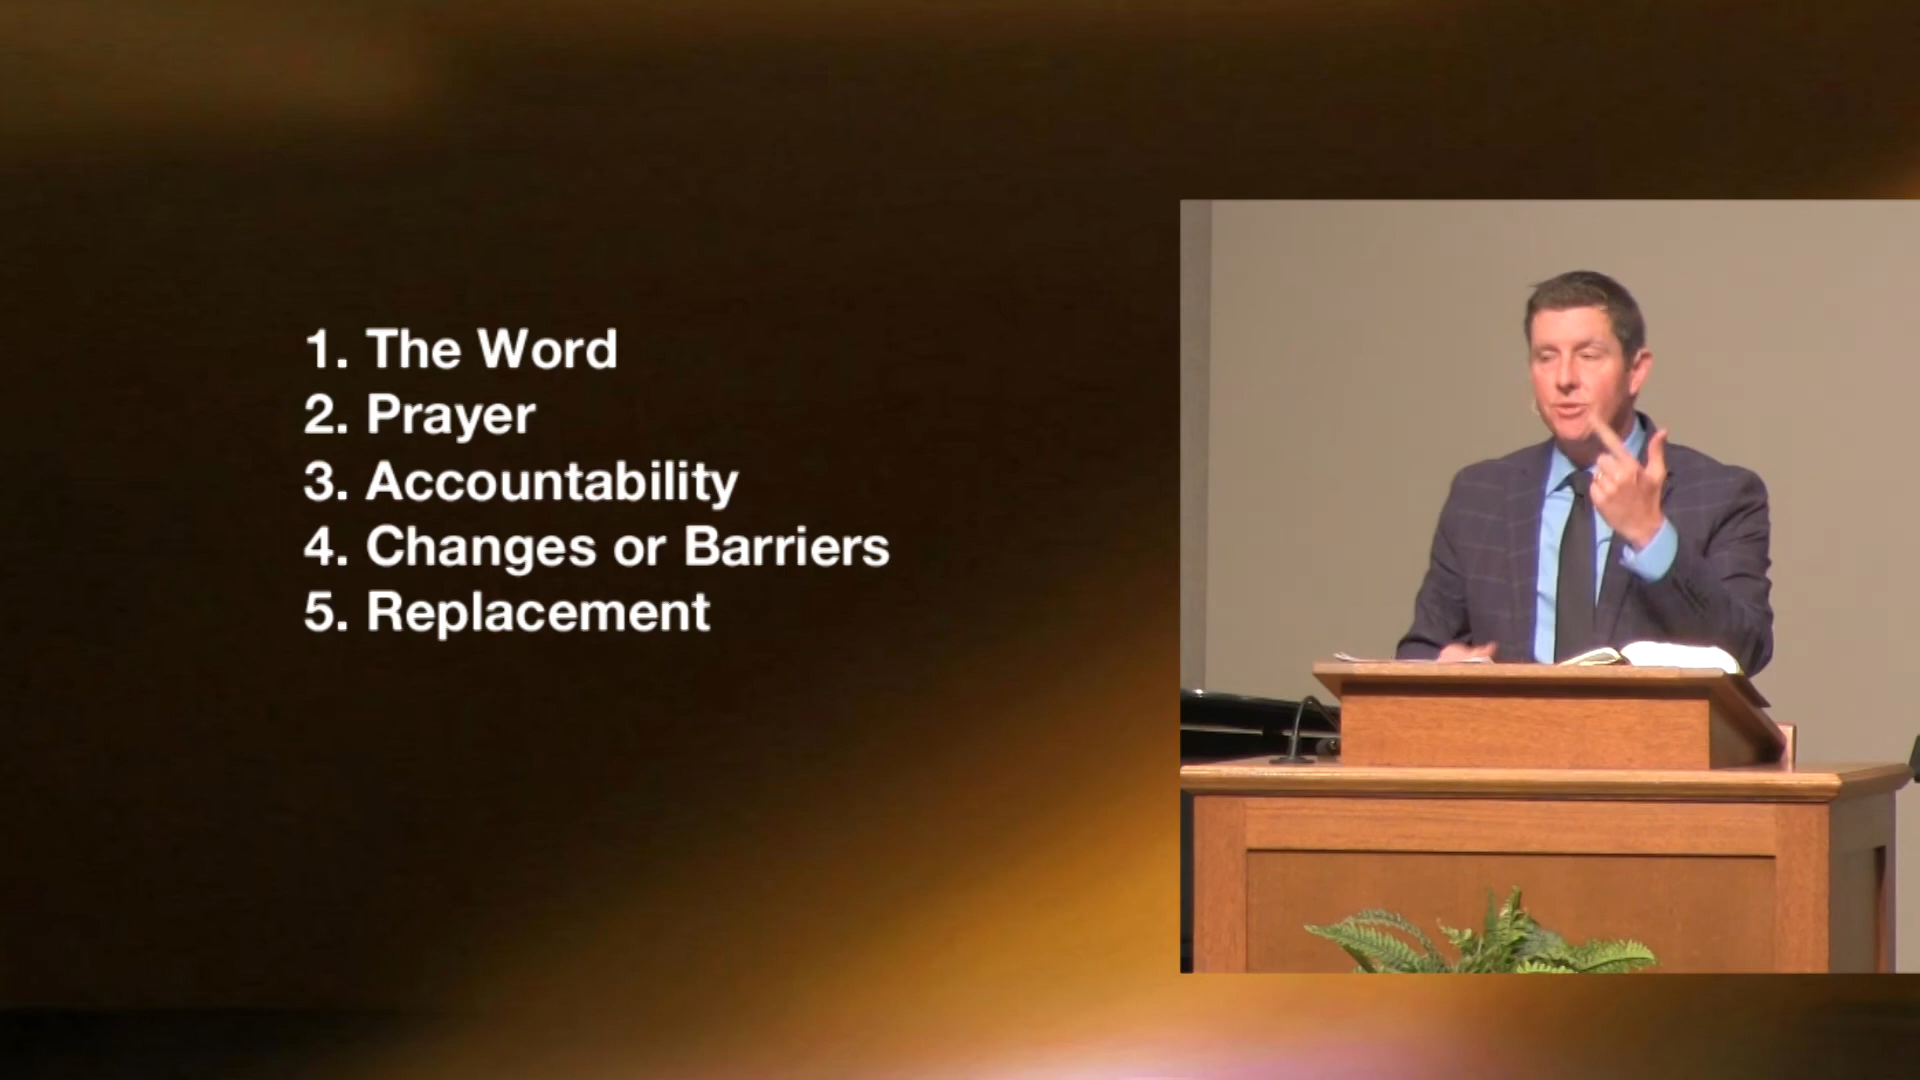 1. The Word
2. Prayer
3. Accountability
4. Changes or Barriers
5. Replacement